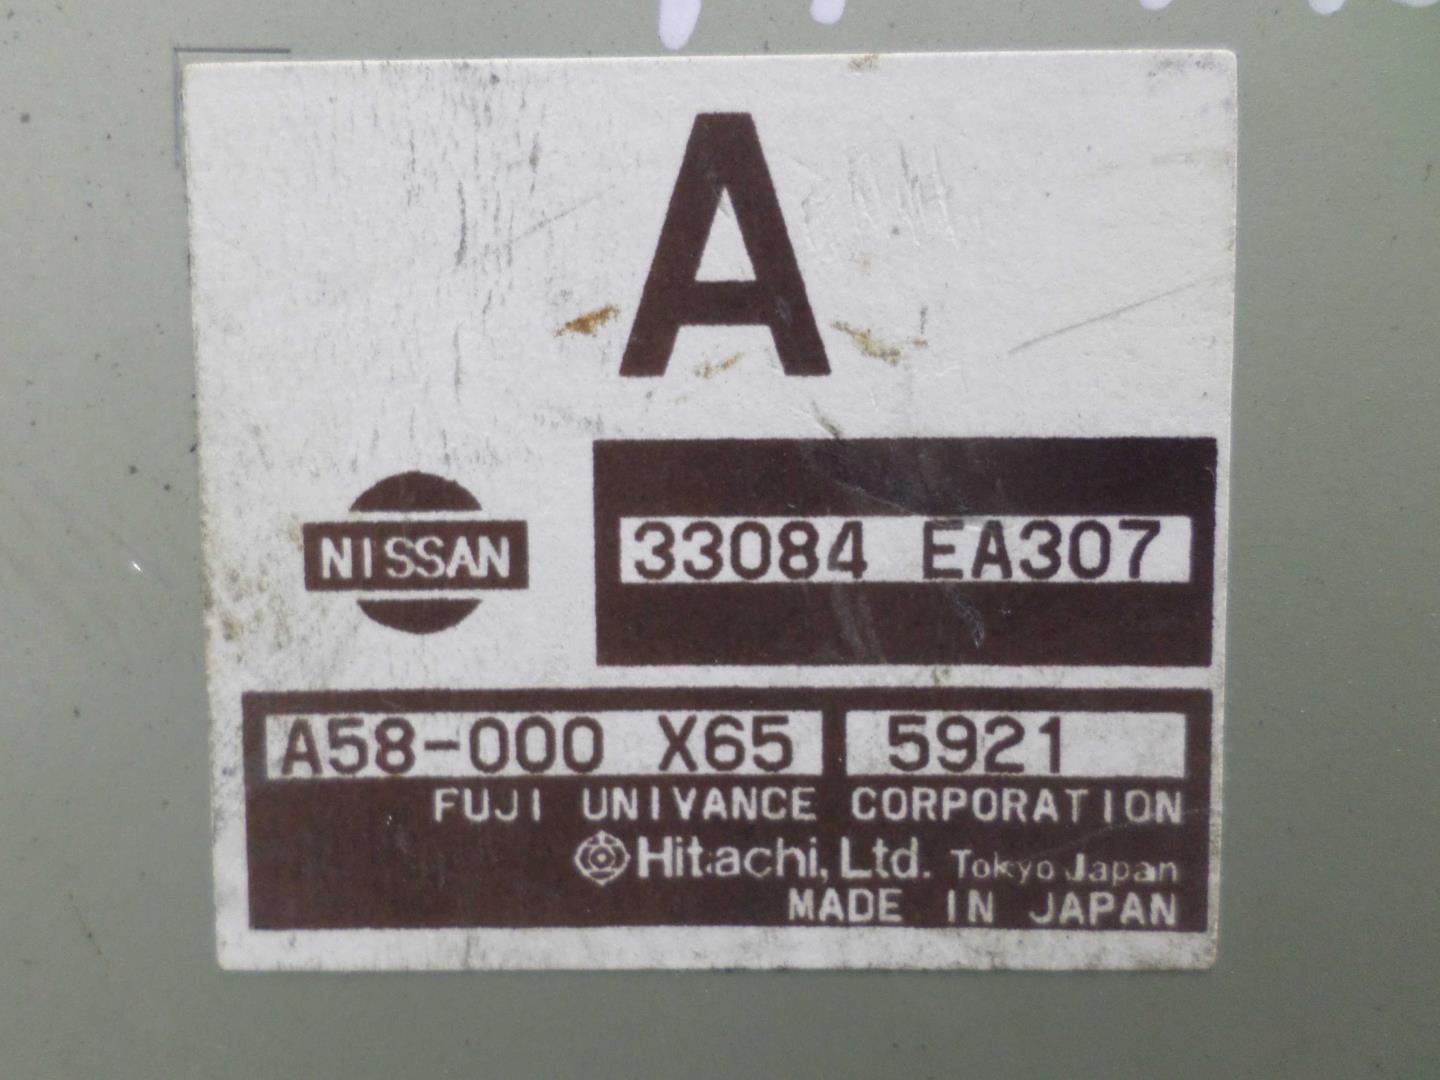 A
NISSAN
33084 EA307
A58-000 X65 5921
FUJI UNIVANCE CORPORATION
Hitachi, Ltd. Tokyo Japan
MADE IN JAPAN